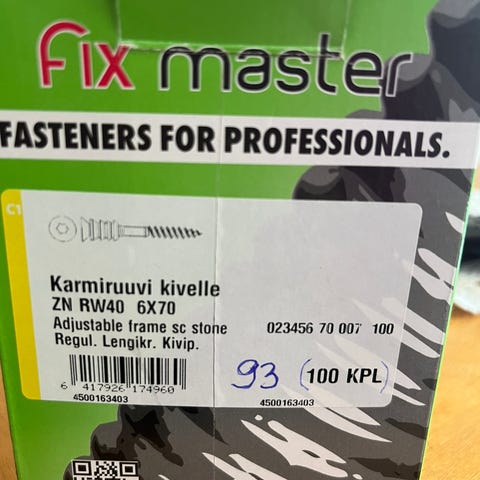 Fix master
FASTENERS FOR PROFESSIONALS.
C1
Karmiruuvi kivelle
ZN RW40 6X70
Adjustable frame sc stone 023456 70 007 100
Regul. Lengikr. Kivip.
6 417926 174960
93 (100 KPL)
4500163403 4500163403